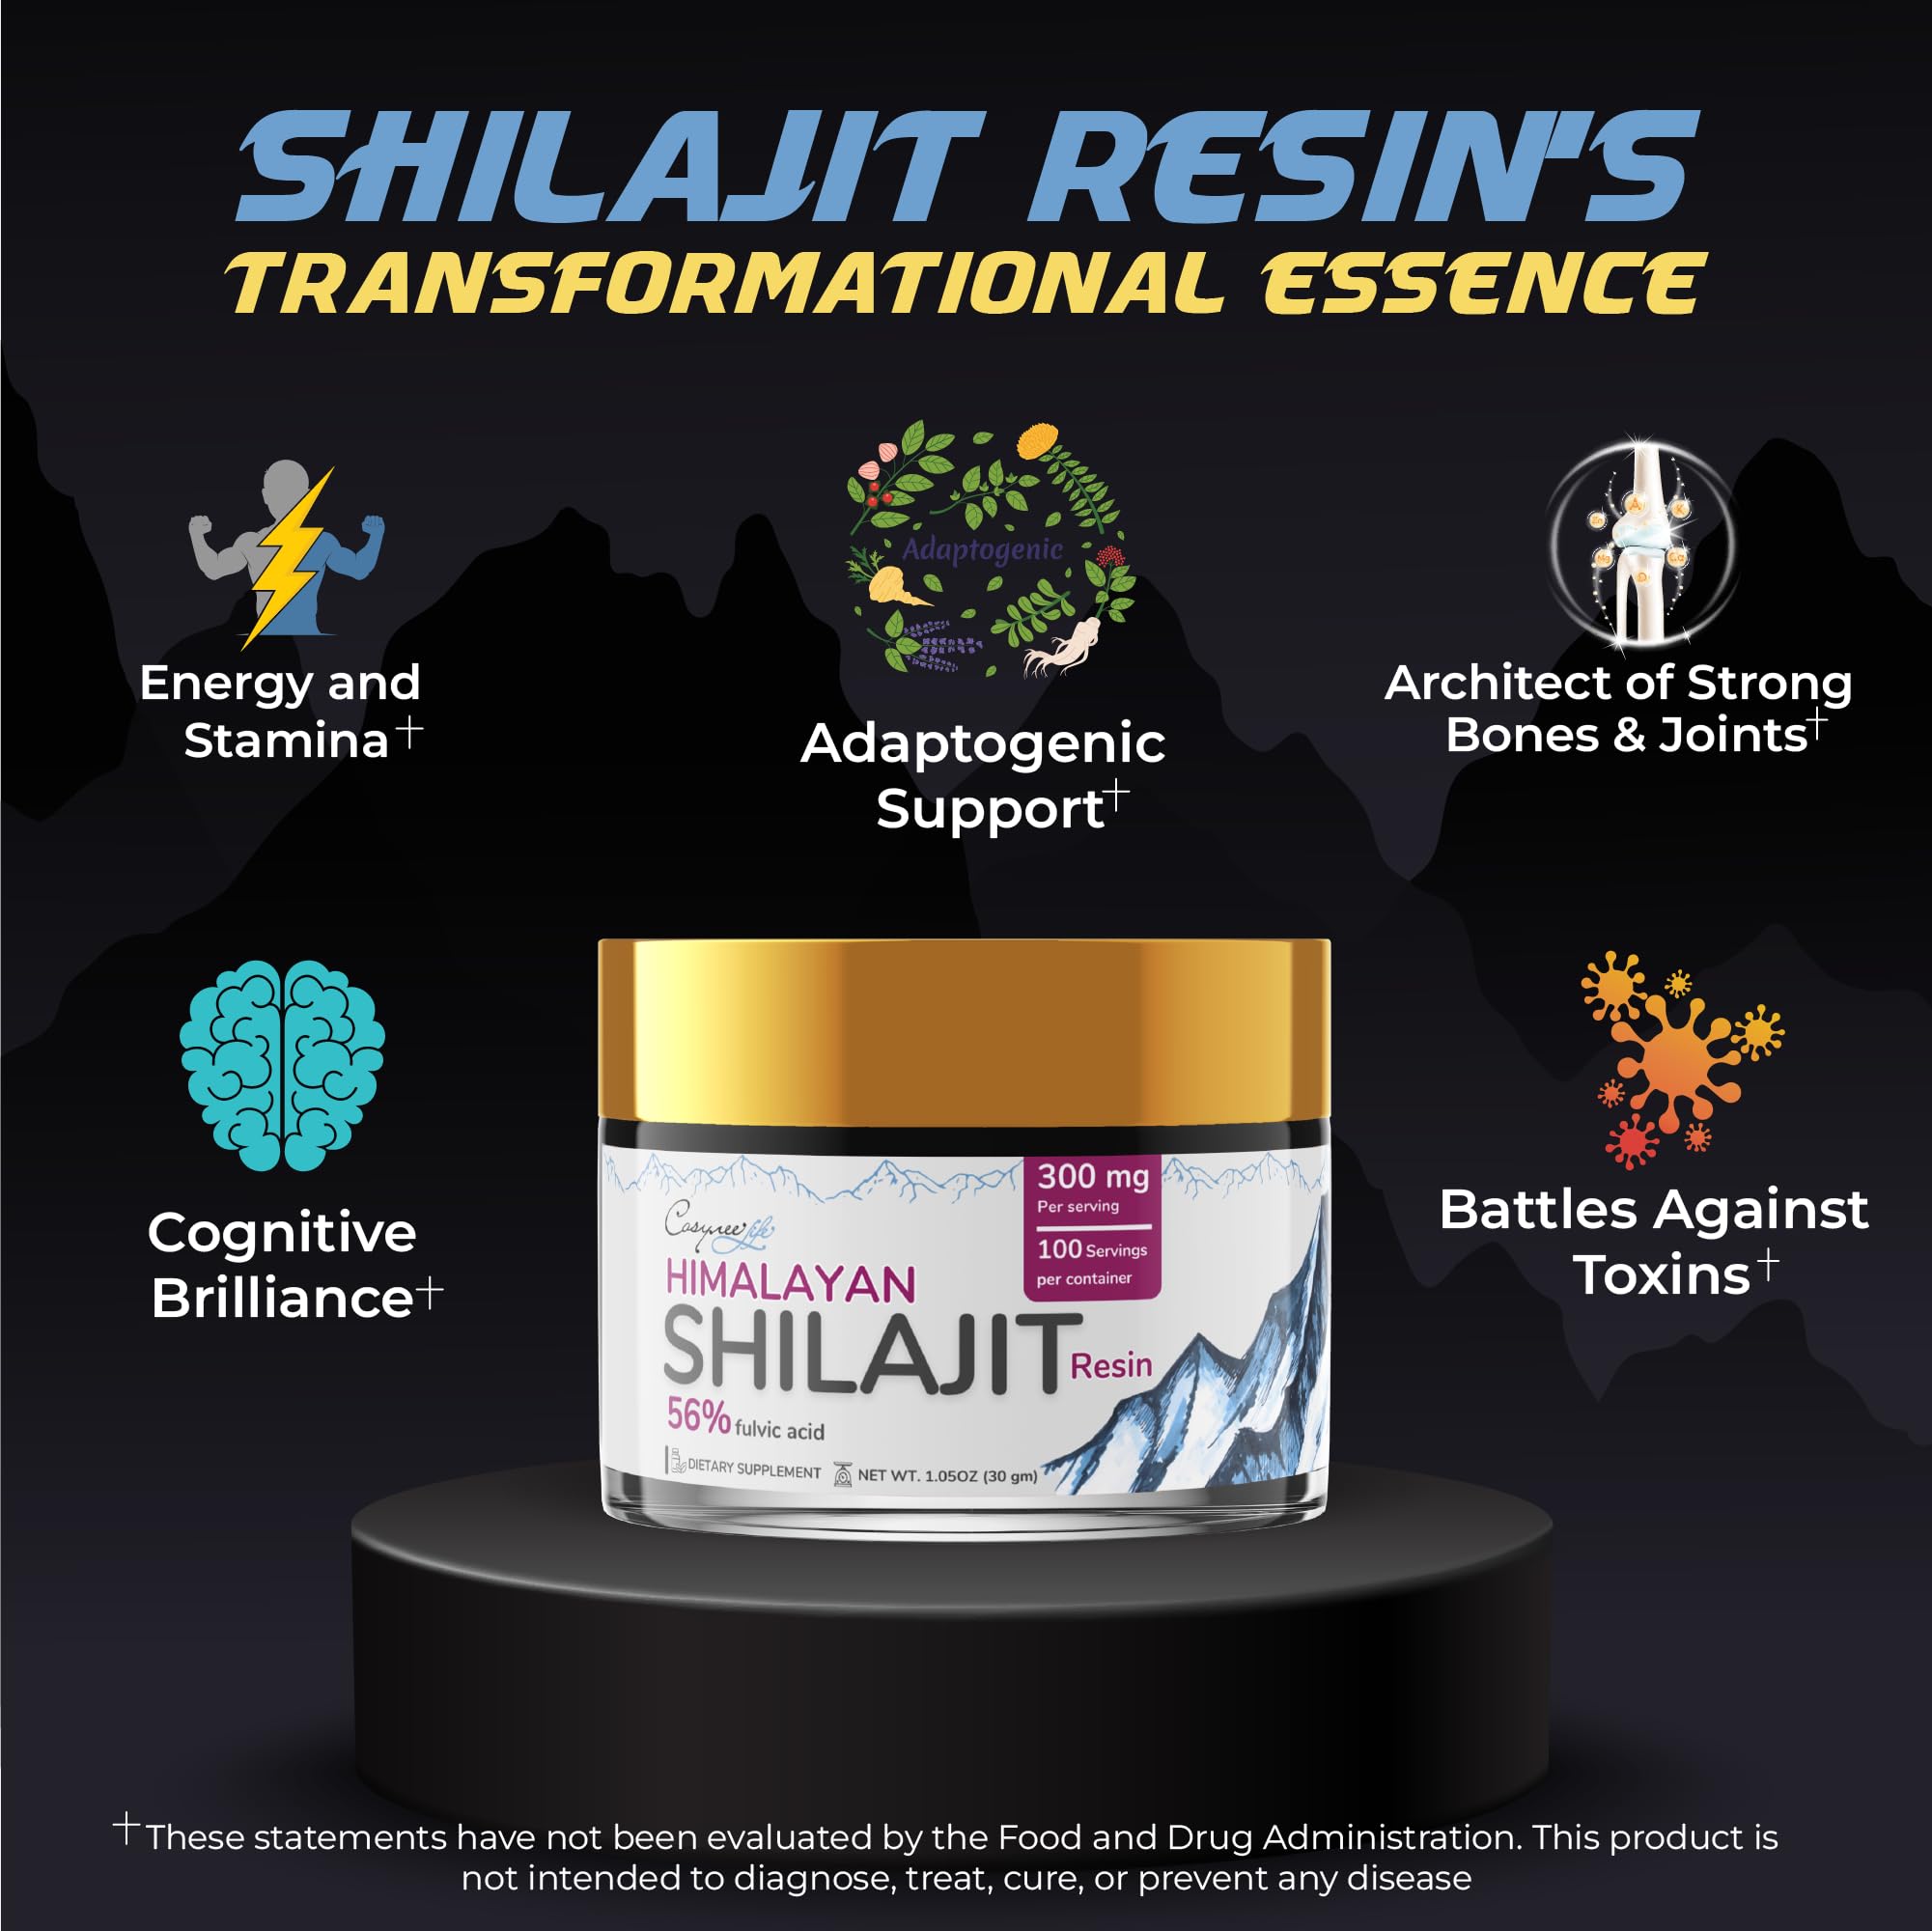 SHILAJIT RESIN'S
TRANSFORMATIONAL ESSENCE
Adaptogenic
Energy and
Stamina†
Adaptogenic
Support†
Architect of Strong
Bones & Joints†
Cognitive
Brilliance†
Battles Against
Toxins†
300 mg
Per serving
100 Servings
per container
Life
HIMALAYAN
SHILAJIT Resin
56% fulvic acid
DIETARY SUPPLEMENT NET WT. 1.05OZ (30 gm)
†These statements have not been evaluated by the Food and Drug Administration. This product is
not intended to diagnose, treat, cure, or prevent any disease